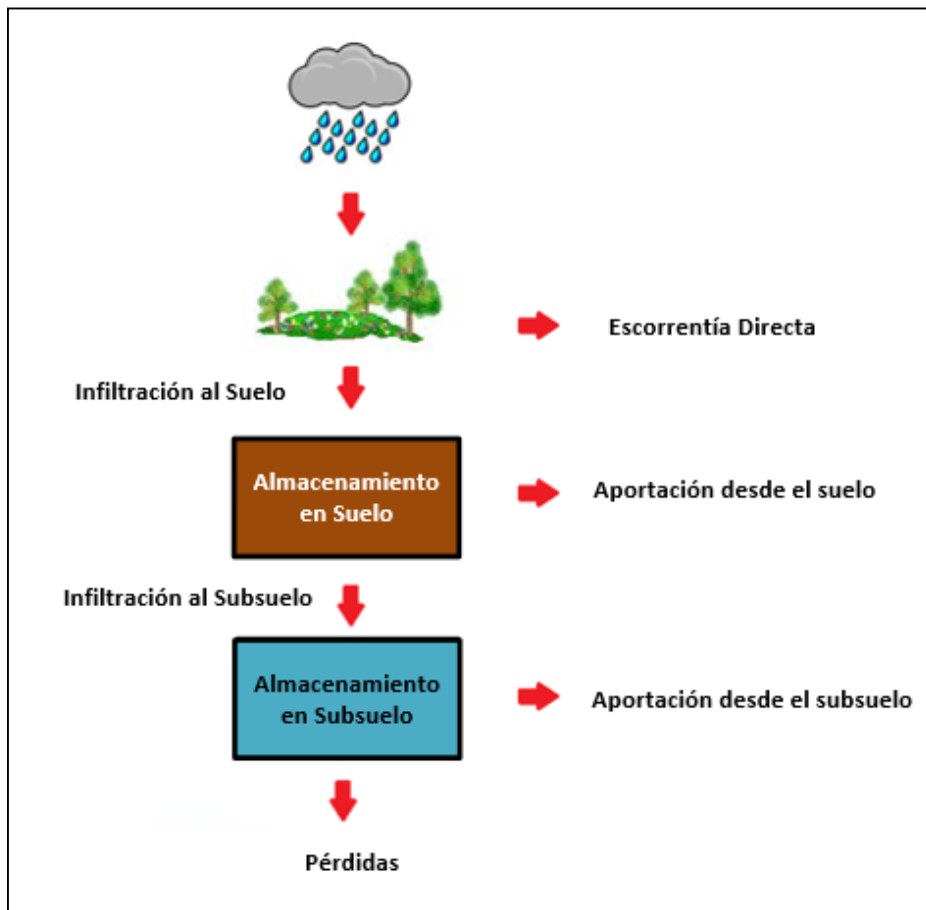 Escorrentía Directa
Infiltración al Suelo
Almacenamiento
en Suelo
Aportación desde el suelo
Infiltración al Subsuelo
Almacenamiento
en Subsuelo
Aportación desde el subsuelo
Pérdidas